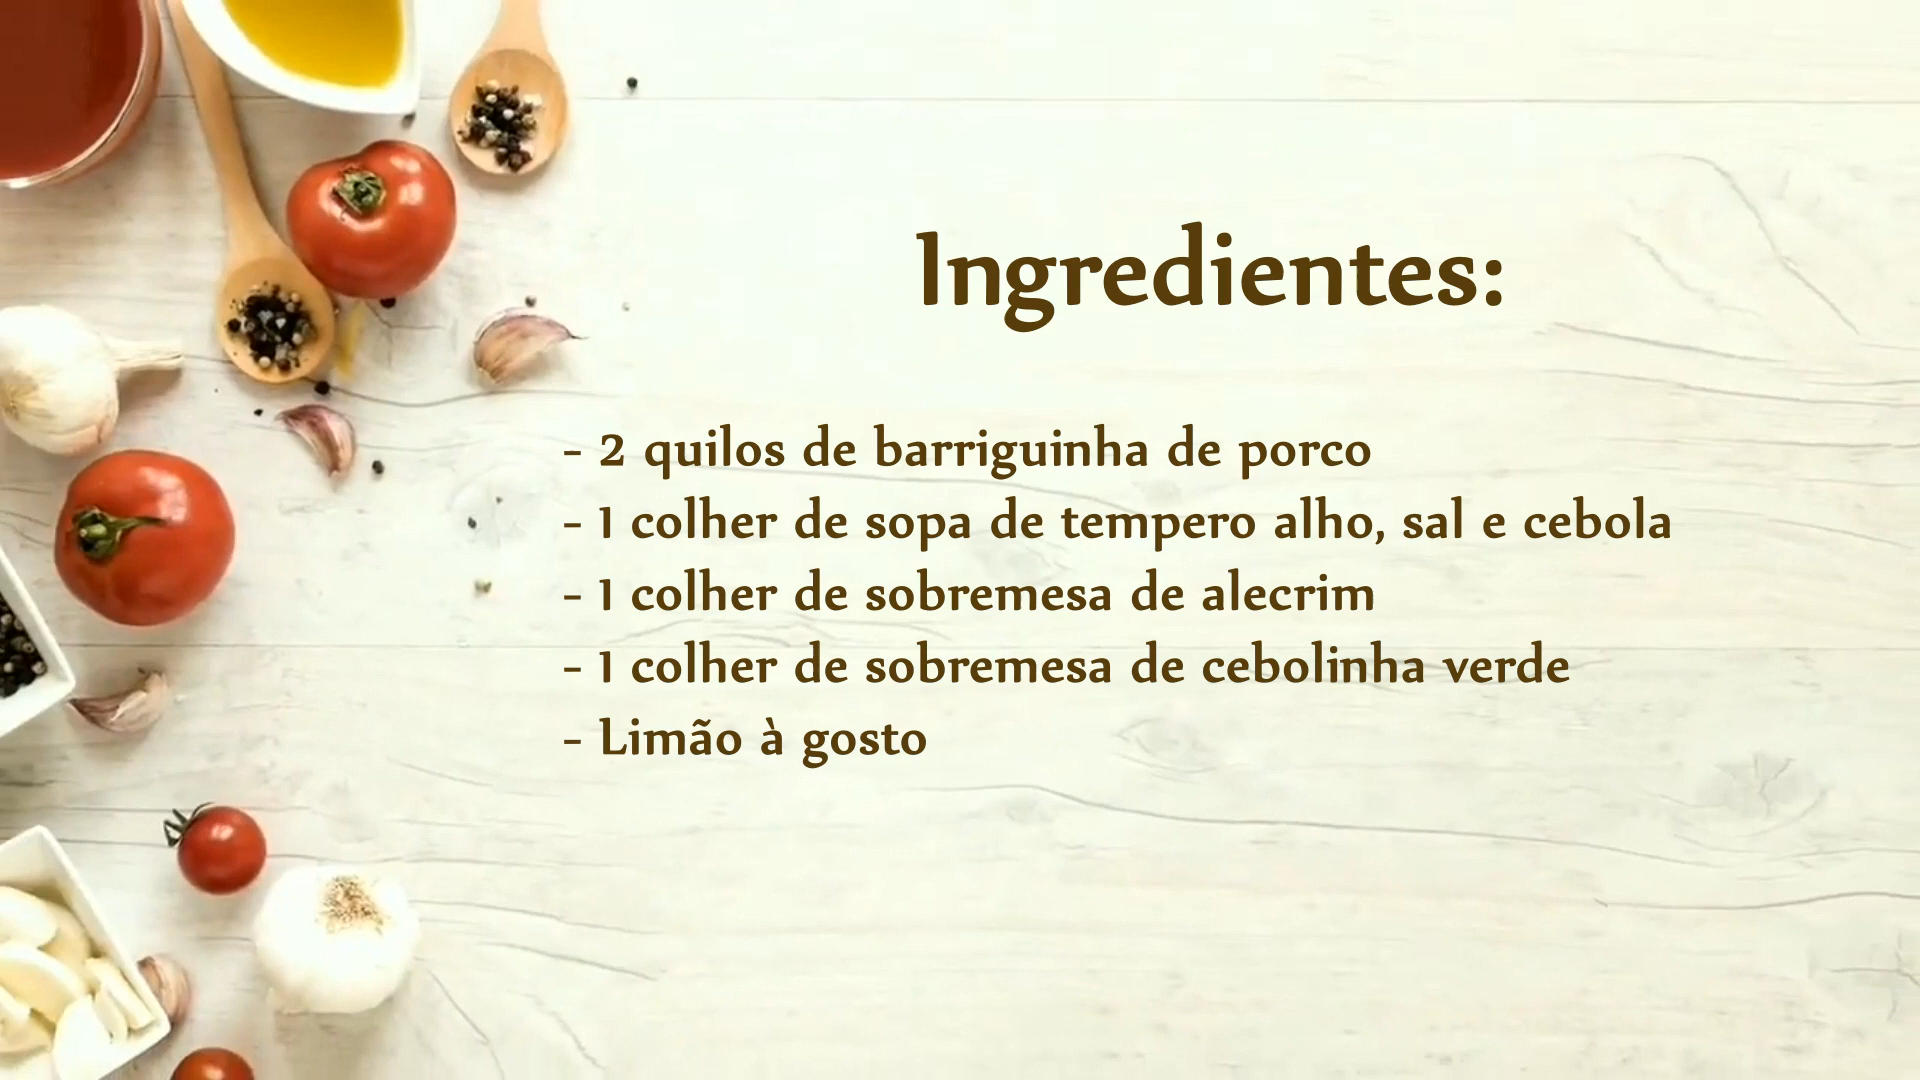 Ingredientes:
- 2 quilos de barriguinha de porco
- 1 colher de sopa de tempero alho, sal e cebola
- 1 colher de sobremesa de alecrim
- 1 colher de sobremesa de cebolinha verde
- Limão à gosto